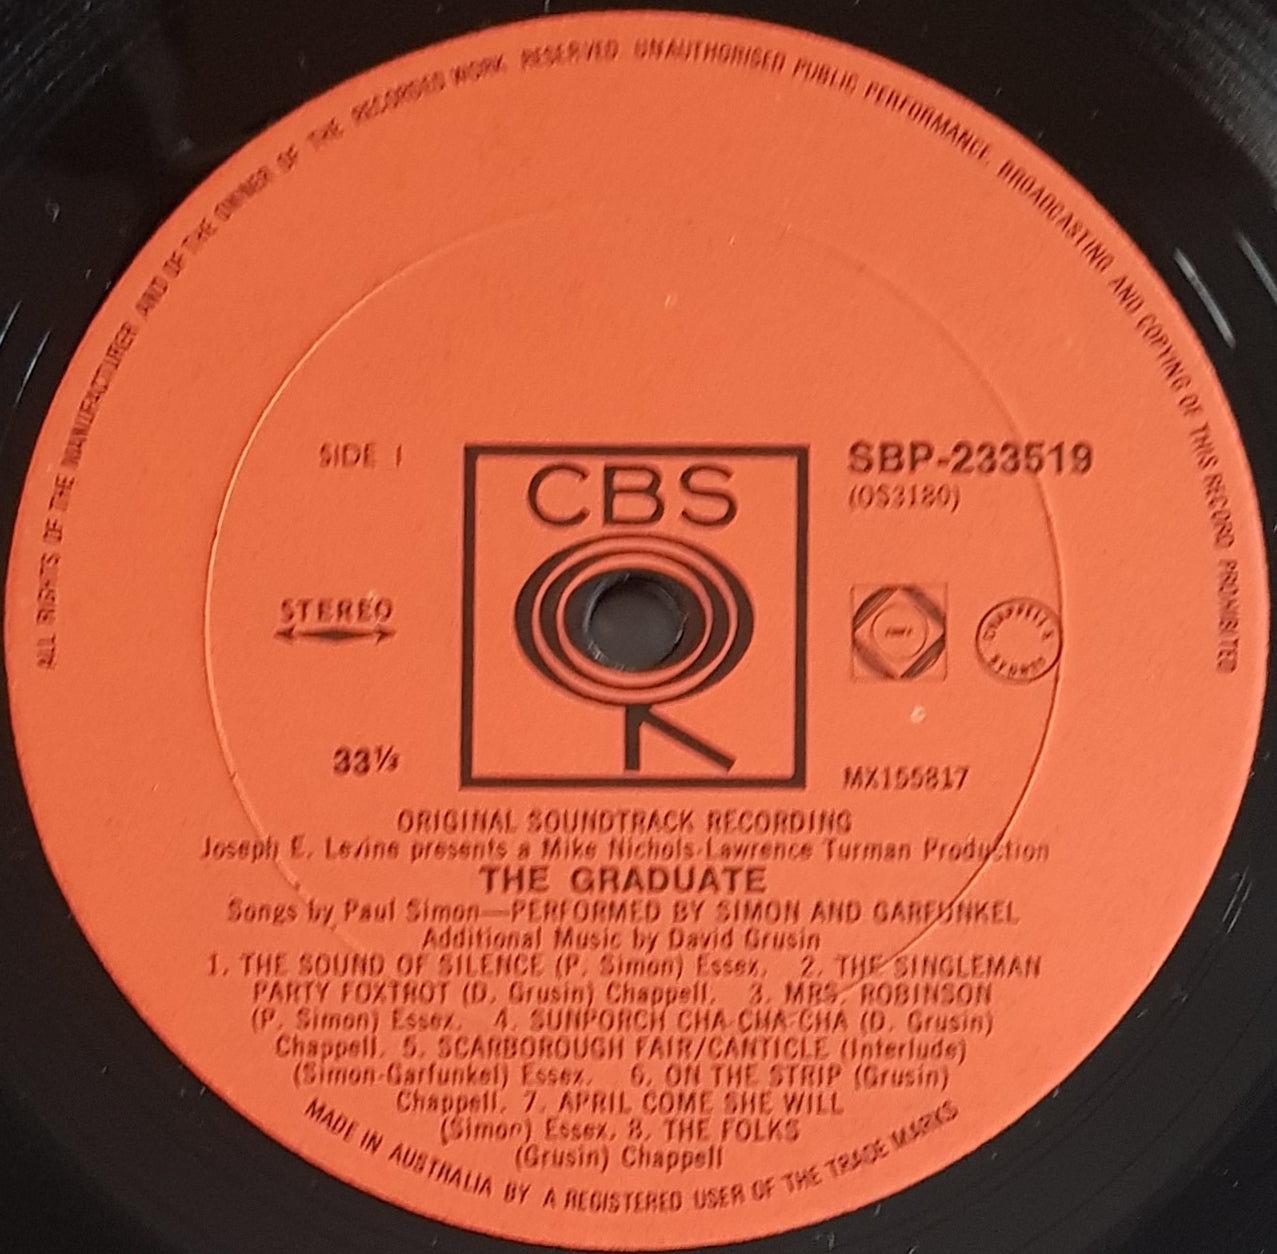 ALL RIGHTS OF THE MANUFACTURER AND OF THE OWNER OF THE RECORDED WORK RESERVED UNAUTHORISED PUBLIC PERFORMANCE, BROADCASTING AND COPYING OF THIS RECORD PROHIBITED
SIDE 1
CBS
SBP-233519
(OS3180)
STEREO
CHAPPELL & SYDNEY
33⅓
MX155817
ORIGINAL SOUNDTRACK RECORDING
Joseph E. Levine presents a Mike Nichols-Lawrence Turman Production
THE GRADUATE
Songs by Paul Simon—PERFORMED BY SIMON AND GARFUNKEL
Additional Music by David Grusin
1. THE SOUND OF SILENCE (P. Simon) Essex. 2. THE SINGLEMAN
PARTY FOXTROT (D. Grusin) Chappell. 3. MRS. ROBINSON
(P. Simon) Essex. 4. SUNPORCH CHA-CHA-CHA (D. Grusin)
Chappell. 5. SCARBOROUGH FAIR/CANTICLE (Interlude)
(Simon-Garfunkel) Essex. 6. ON THE STRIP (Grusin)
Chappell. 7. APRIL COME SHE WILL
(Simon) Essex. 8. THE FOLKS
(Grusin) Chappell
MADE IN AUSTRALIA BY A REGISTERED USER OF THE TRADE MARKS